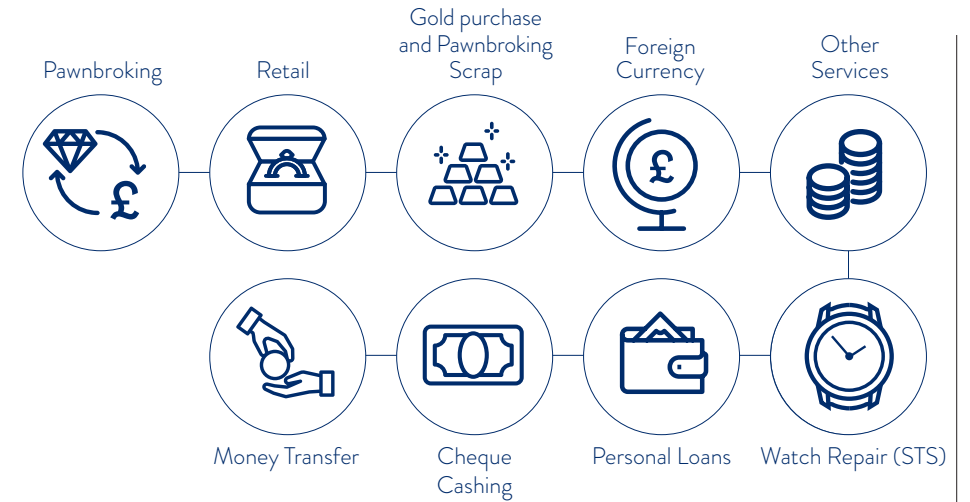 Pawnbroking
Retail
Gold purchase
and Pawnbroking
Scrap
Foreign
Currency
Other
Services
£
£
Money Transfer
Cheque
Cashing
Personal Loans
Watch Repair (STS)